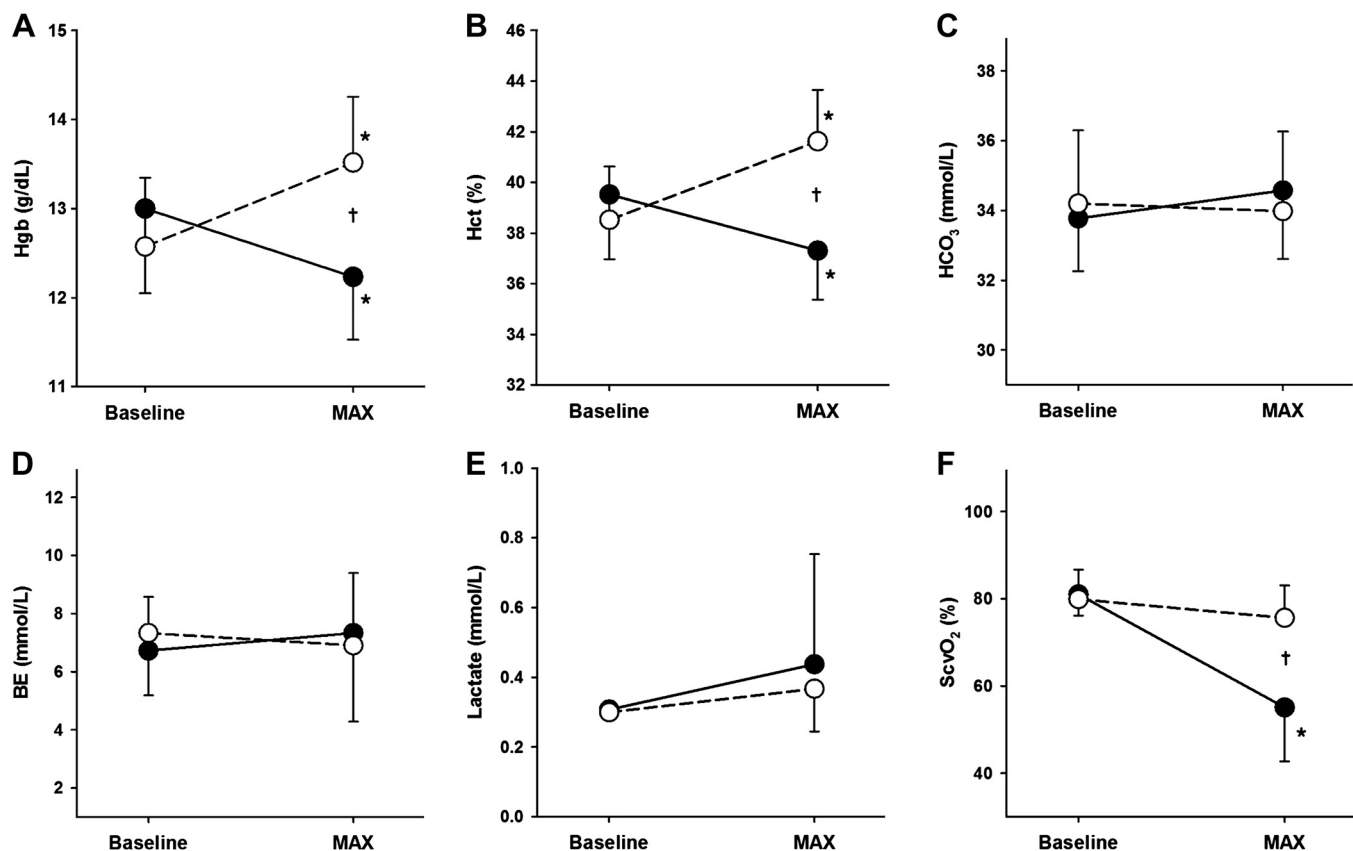 A
Hgb (g/dL)
15
14
13
12
11
*
†
*
Baseline MAX
B
Hct (%)
46
44
42
40
38
36
34
32
*
†
*
Baseline MAX
C
HCO3 (mmol/L)
38
36
34
32
30
Baseline MAX
D
BE (mmol/L)
12
10
8
6
4
2
Baseline MAX
E
Lactate (mmol/L)
1.0
0.8
0.6
0.4
0.2
0.0
Baseline MAX
F
ScvO2 (%)
100
80
60
40
†
*
Baseline MAX